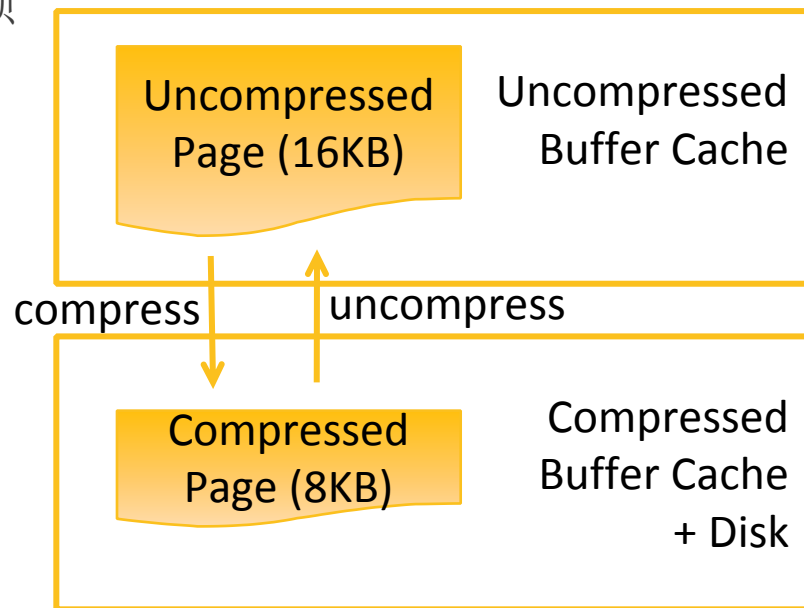 Uncompressed
Page (16KB)
Uncompressed
Buffer Cache
compress
uncompress
Compressed
Page (8KB)
Compressed
Buffer Cache
+ Disk